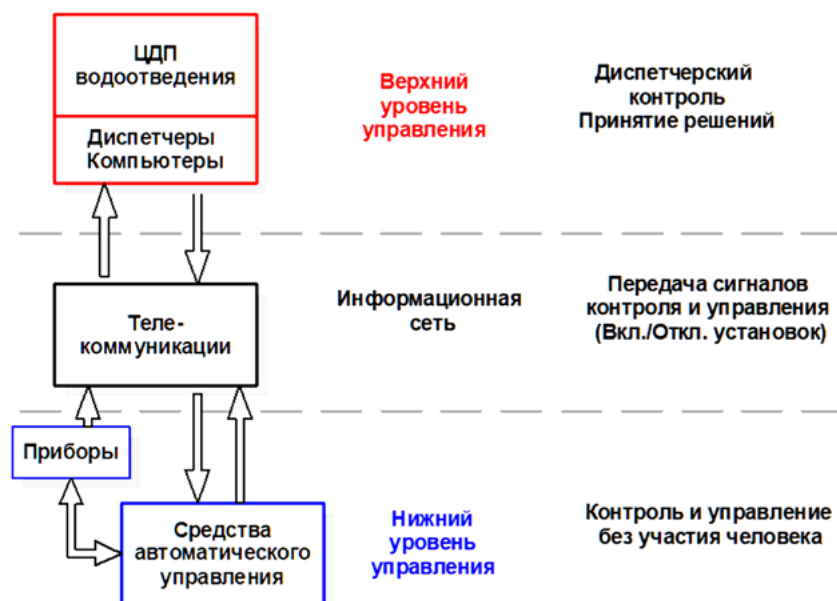 ЦДП
водоотведения
Диспетчеры
Компьютеры
Верхний
уровень
управления
Диспетчерский
контроль
Принятие решений
Теле-
коммуникации
Информационная
сеть
Передача сигналов
контроля и управления
(Вкл./Откл. установок)
Приборы
Средства
автоматического
управления
Нижний
уровень
управления
Контроль и управление
без участия человека